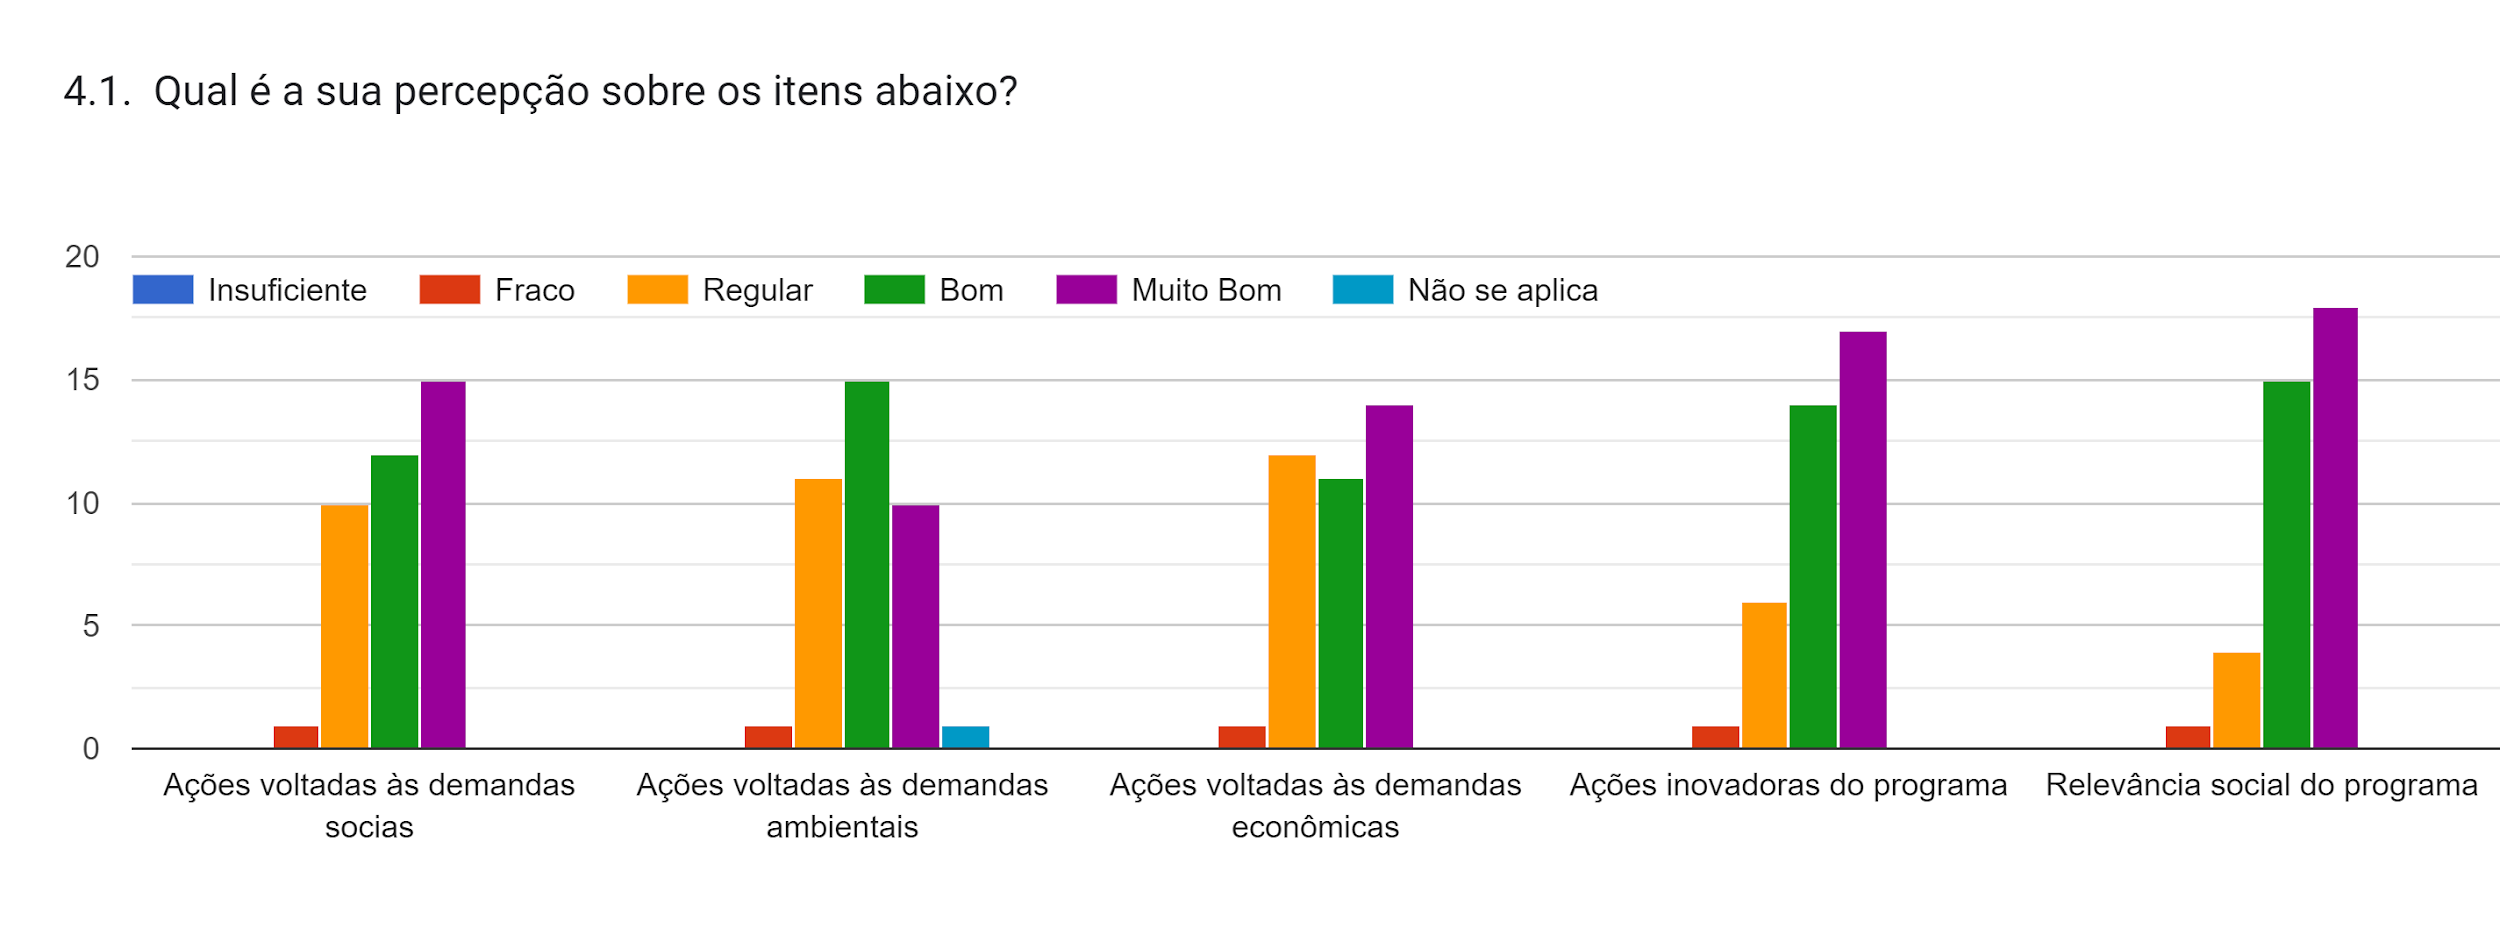 4.1. Qual é a sua percepção sobre os itens abaixo?
20
Insuficiente Fraco Regular Bom Muito Bom Não se aplica
15
10
5
0
Ações voltadas às demandas socias
Ações voltadas às demandas ambientais
Ações voltadas às demandas econômicas
Ações inovadoras do programa
Relevância social do programa